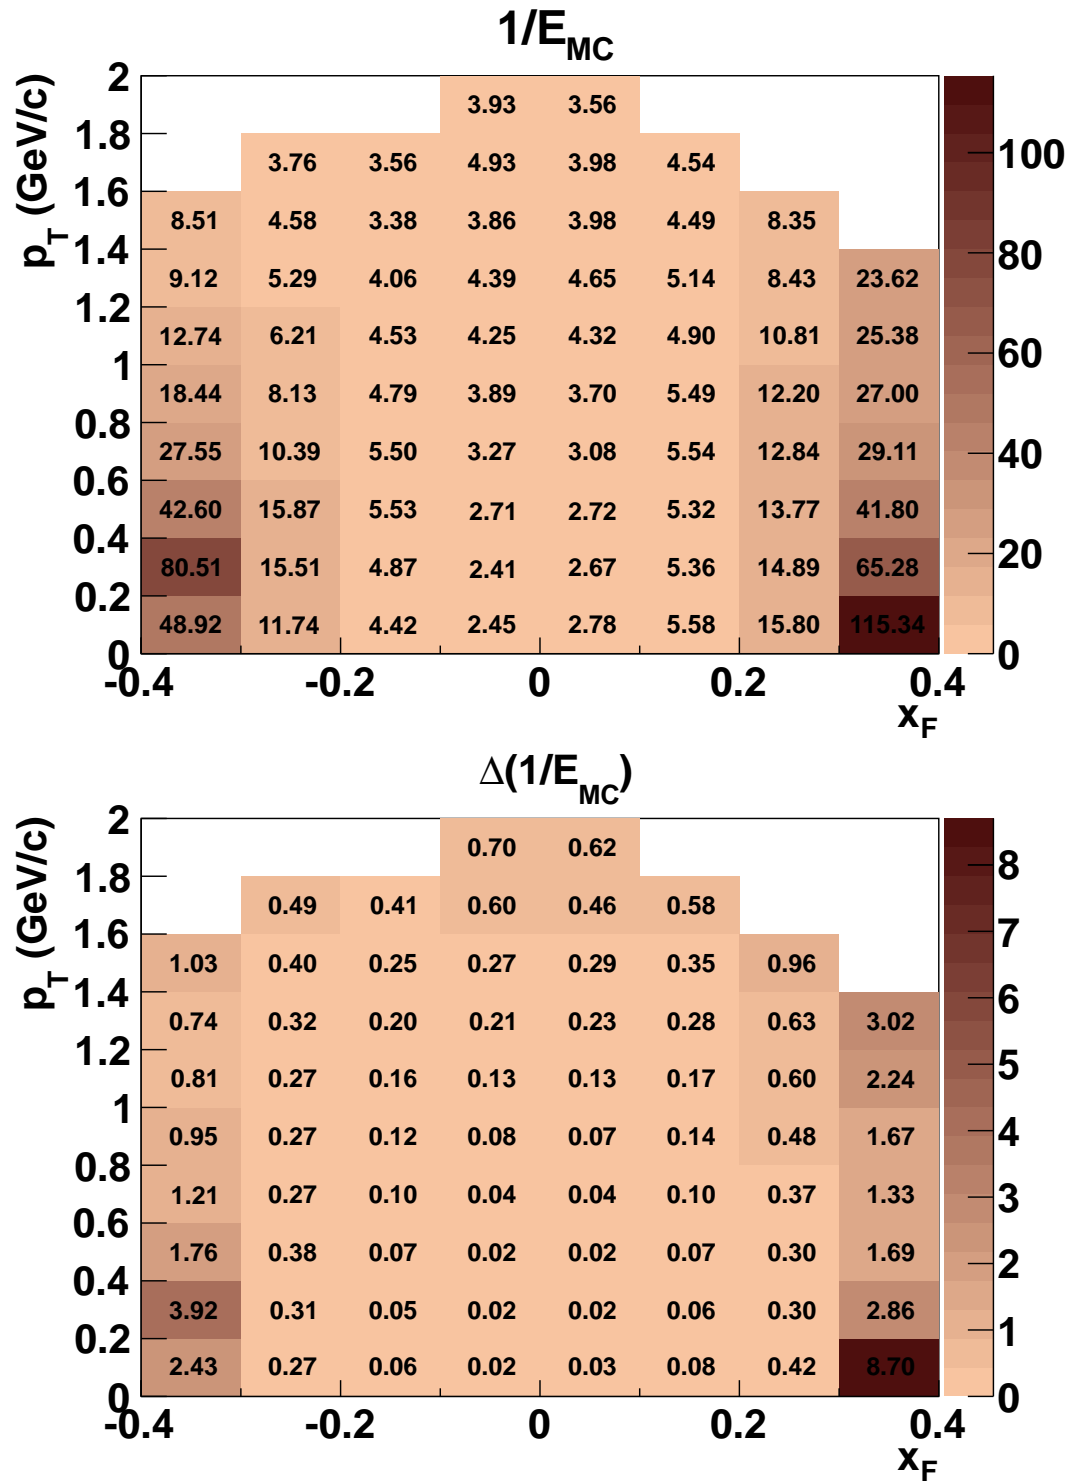 1/E_MC
p_T (GeV/c)
2
3.93 3.56
1.8
3.76 3.56 4.93 3.98 4.54
100
1.6
8.51 4.58 3.38 3.86 3.98 4.49 8.35
1.4
80
9.12 5.29 4.06 4.39 4.65 5.14 8.43 23.62
1.2
12.74 6.21 4.53 4.25 4.32 4.90 10.81 25.38
60
1
18.44 8.13 4.79 3.89 3.70 5.49 12.20 27.00
0.8
27.55 10.39 5.50 3.27 3.08 5.54 12.84 29.11
40
0.6
42.60 15.87 5.53 2.71 2.72 5.32 13.77 41.80
0.4
20
80.51 15.51 4.87 2.41 2.67 5.36 14.89 65.28
0.2
48.92 11.74 4.42 2.45 2.78 5.58 15.80 115.34
0 0
-0.4 -0.2 0 0.2 0.4
x_F
Δ(1/E_MC)
p_T (GeV/c)
2
0.70 0.62
8
1.8
0.49 0.41 0.60 0.46 0.58
1.6
7
1.03 0.40 0.25 0.27 0.29 0.35 0.96
1.4
6
0.74 0.32 0.20 0.21 0.23 0.28 0.63 3.02
1.2
5
0.81 0.27 0.16 0.13 0.13 0.17 0.60 2.24
1
4
0.95 0.27 0.12 0.08 0.07 0.14 0.48 1.67
0.8
3
1.21 0.27 0.10 0.04 0.04 0.10 0.37 1.33
0.6
1.76 0.38 0.07 0.02 0.02 0.07 0.30 1.69
2
0.4
3.92 0.31 0.05 0.02 0.02 0.06 0.30 2.86
1
0.2
2.43 0.27 0.06 0.02 0.03 0.08 0.42 8.70
0 0
-0.4 -0.2 0 0.2 0.4
x_F